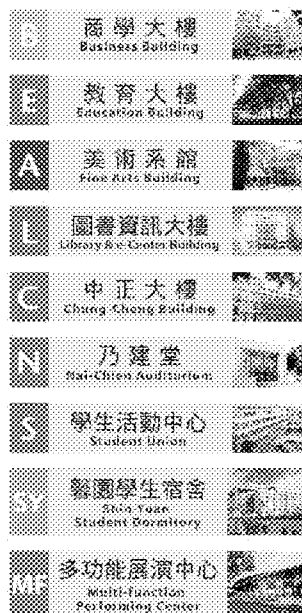 B
商學大樓
Business Building
E
教育大樓
Education Building
A
美術系館
Fine Arts Building
L
圖書資訊大樓
Library & e-Center Building
C
中正大樓
Chung-Cheng Building
N
乃建堂
Nai-Chien Auditorium
S
學生活動中心
Student Union
SY
馨園學生宿舍
Shin Yuan
Student Dormitory
MF
多功能展演中心
Multi-function
Performing Center